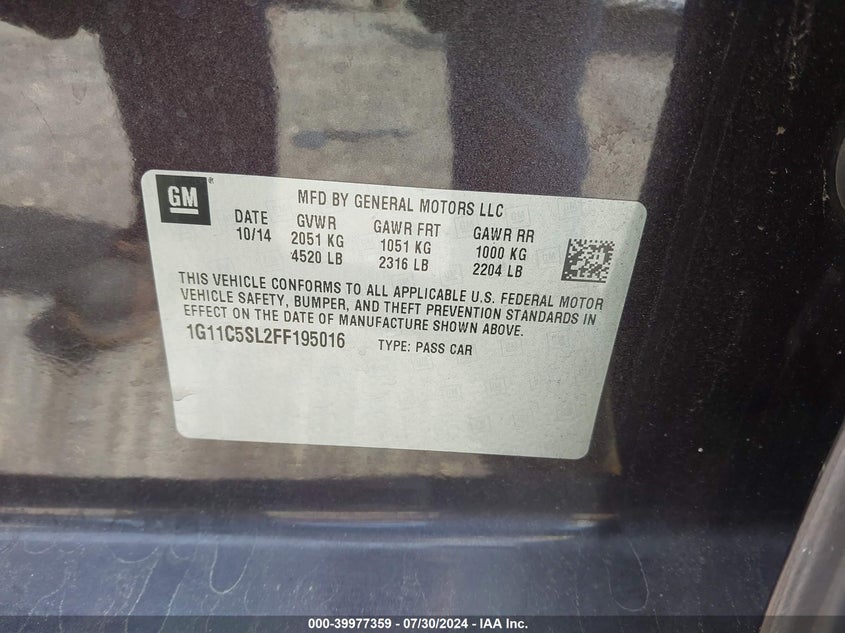 GM
MFD BY GENERAL MOTORS LLC
DATE GVWR GAWR FRT GAWR RR
10/14 2051 KG 1051 KG 1000 KG
4520 LB 2316 LB 2204 LB
THIS VEHICLE CONFORMS TO ALL APPLICABLE U.S. FEDERAL MOTOR
VEHICLE SAFETY, BUMPER, AND THEFT PREVENTION STANDARDS IN
EFFECT ON THE DATE OF MANUFACTURE SHOWN ABOVE.
1G11C5SL2FF195016 TYPE: PASS CAR
000-39977359 - 07/30/2024 - IAA Inc.